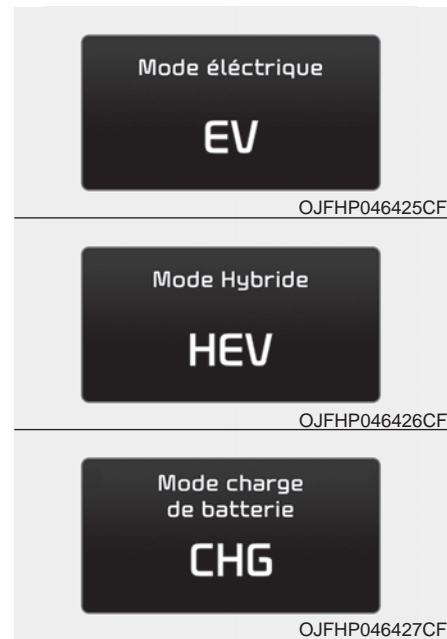 Mode éléctrique
EV
OJFHP046425CF
Mode Hybride
HEV
OJFHP046426CF
Mode charge
de batterie
CHG
OJFHP046427CF